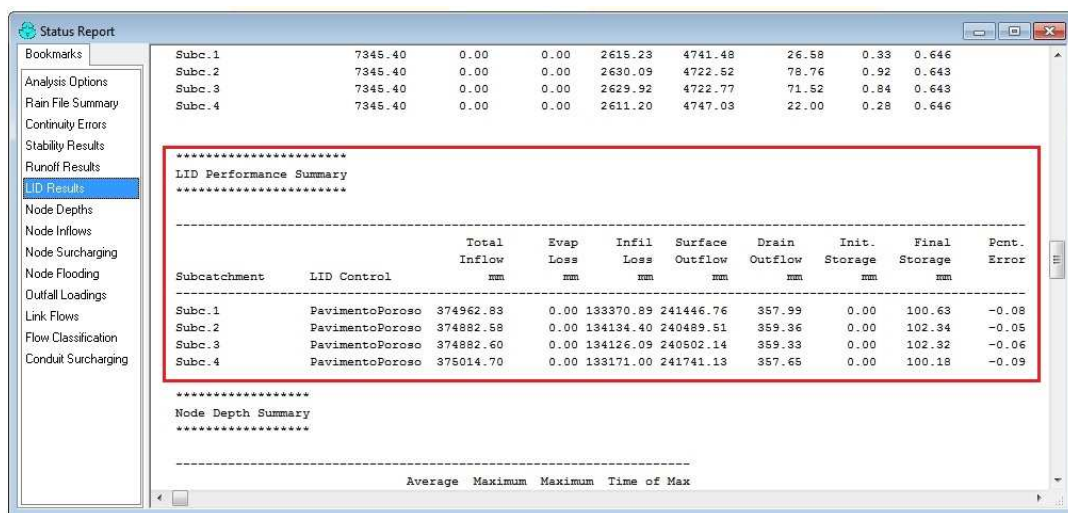 Status Report
Bookmarks
Analysis Options
Rain File Summary
Continuity Errors
Stability Results
Runoff Results
LID Results
Node Depths
Node Inflows
Node Surcharging
Node Flooding
Outfall Loadings
Link Flows
Flow Classification
Conduit Surcharging
Subc.1 7345.40 0.00 0.00 2615.23 4741.48 26.58 0.33 0.646
Subc.2 7345.40 0.00 0.00 2630.09 4722.52 78.76 0.92 0.643
Subc.3 7345.40 0.00 0.00 2629.92 4722.77 71.52 0.84 0.643
Subc.4 7345.40 0.00 0.00 2611.20 4747.03 22.00 0.28 0.646
***********************
LID Performance Summary
***********************
Total Evap Infil Surface Drain Init. Final Pcnt.
Inflow Loss Loss Outflow Outflow Storage Storage Error
Subcatchment LID Control mm mm mm mm mm mm mm
Subc.1 PavimentoPoroso 374962.83 0.00 133370.89 241446.76 357.99 0.00 100.63 -0.08
Subc.2 PavimentoPoroso 374882.58 0.00 134134.40 240489.51 359.36 0.00 102.34 -0.05
Subc.3 PavimentoPoroso 374882.60 0.00 134126.09 240502.14 359.33 0.00 102.32 -0.06
Subc.4 PavimentoPoroso 375014.70 0.00 133171.00 241741.13 357.65 0.00 100.18 -0.09
******************
Node Depth Summary
******************
Average Maximum Maximum Time of Max